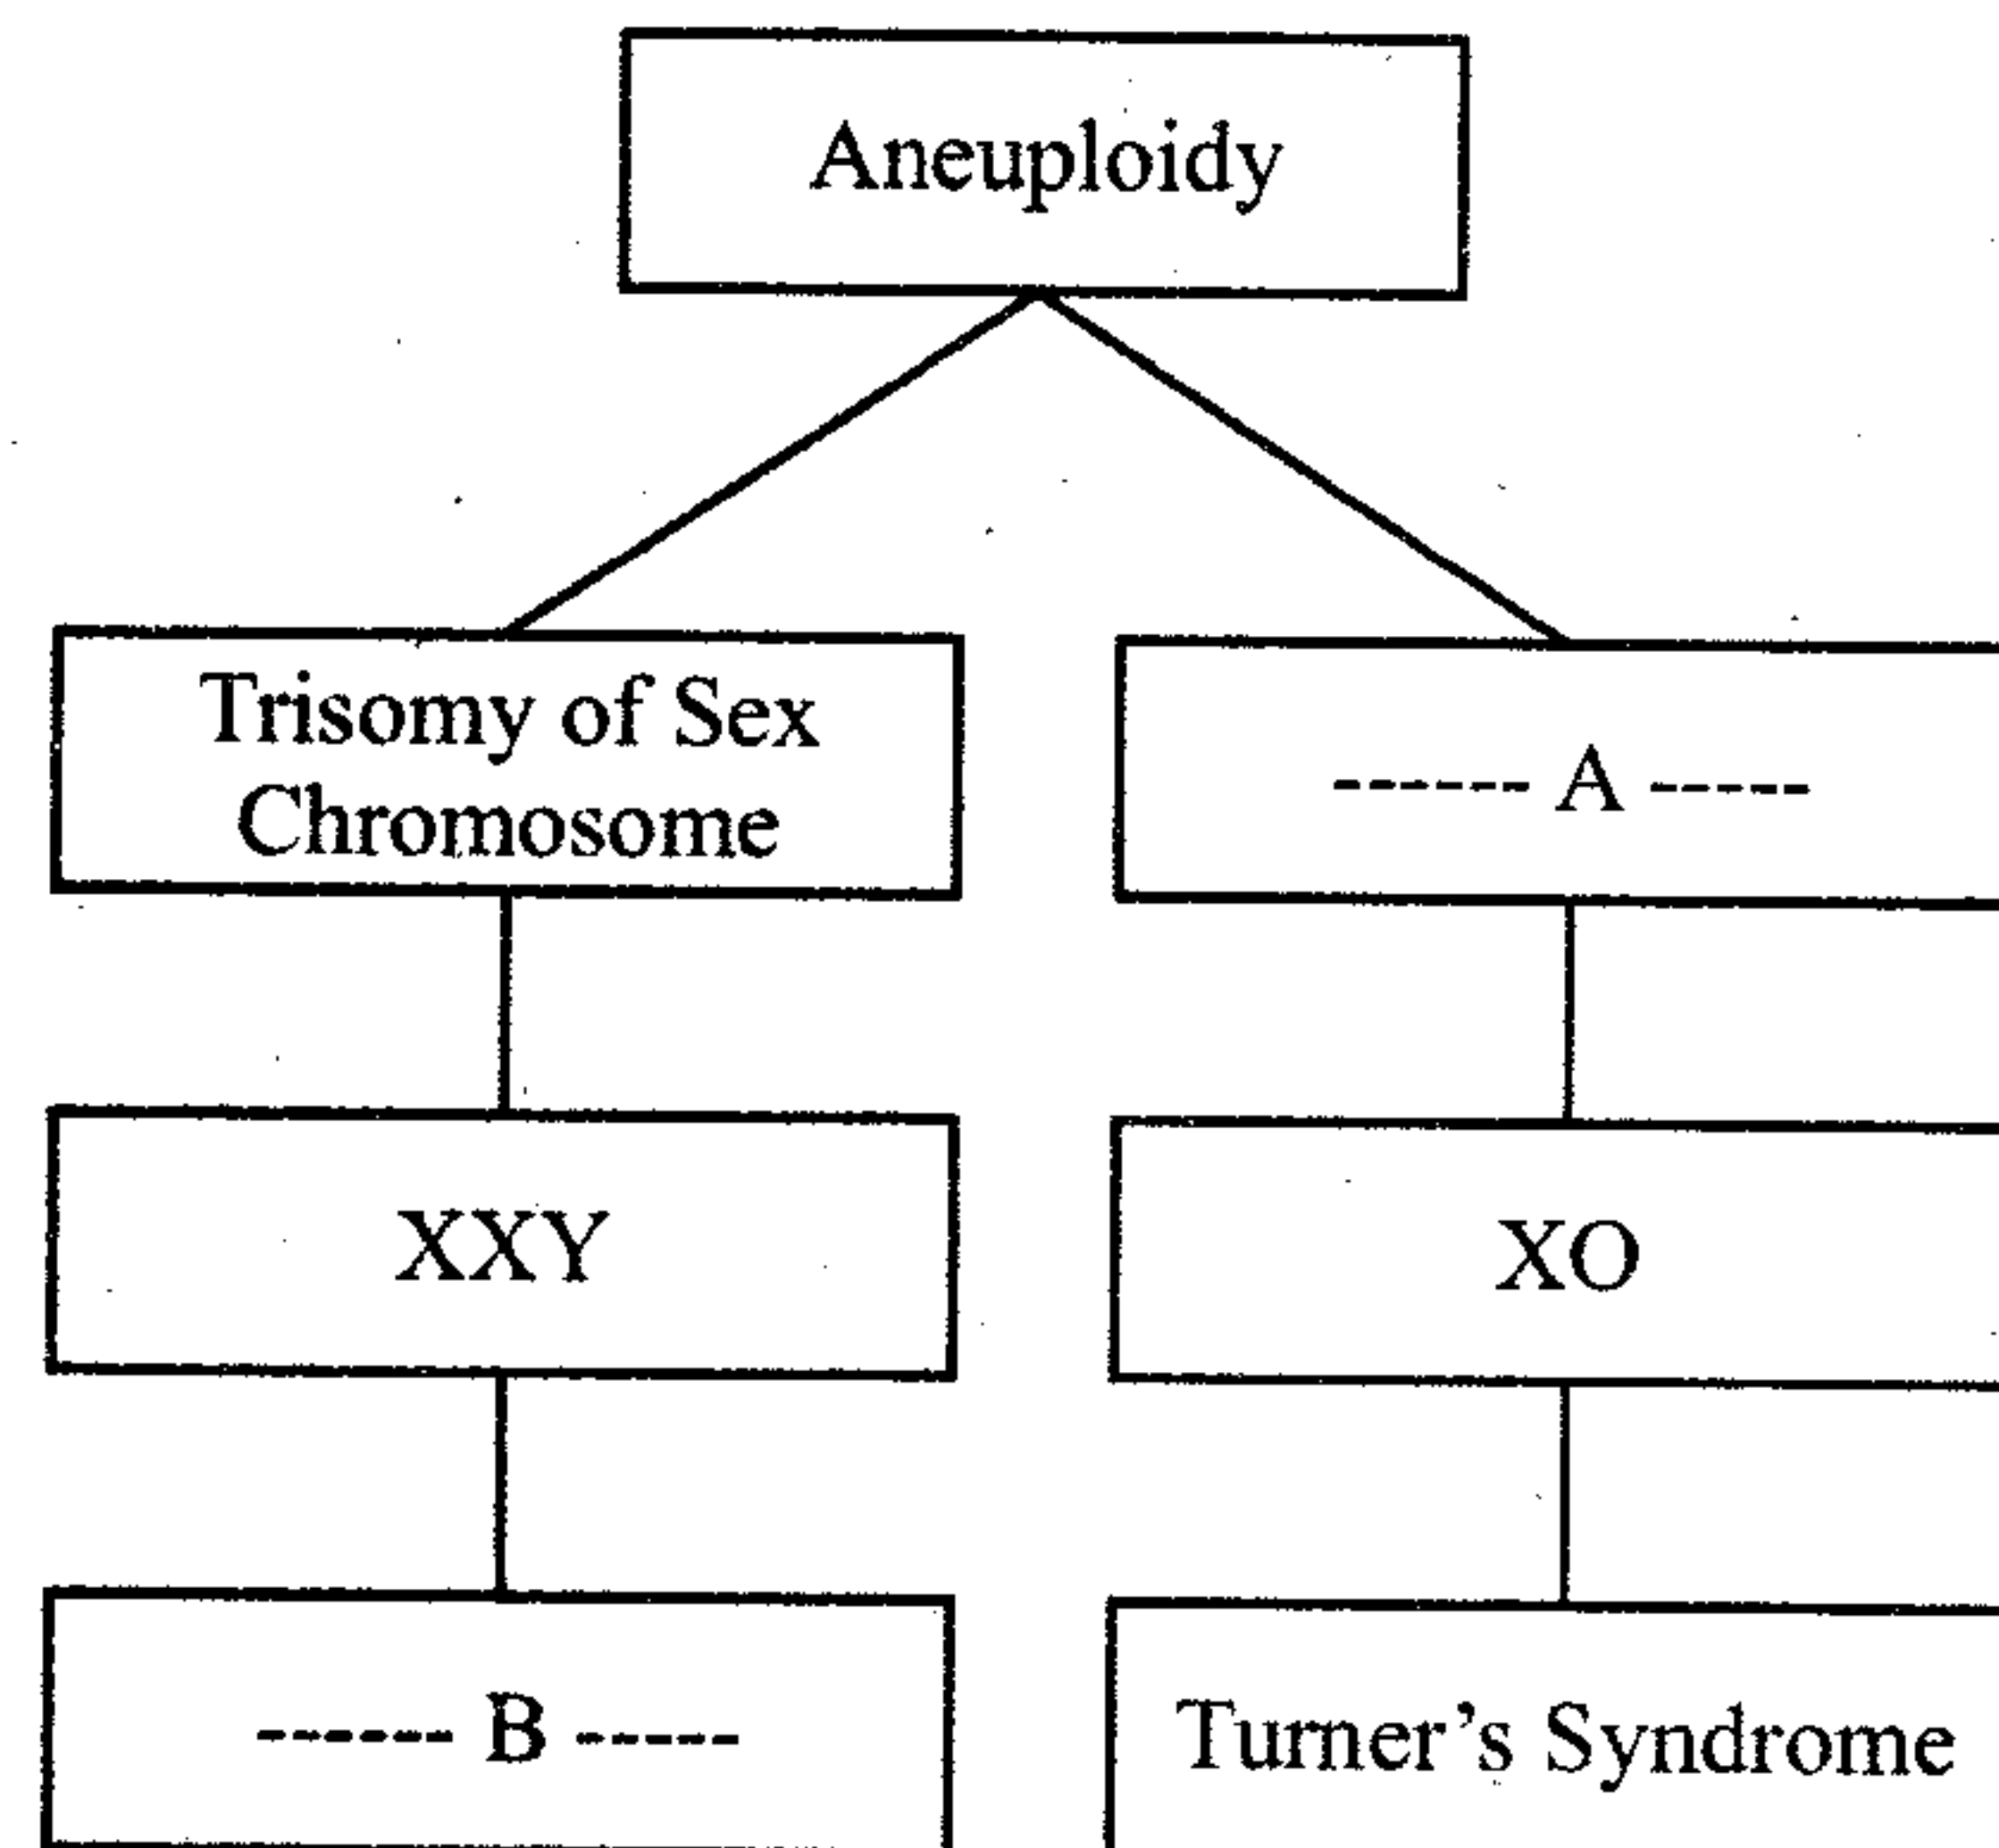 Aneuploidy
Trisomy of Sex
Chromosome
------ A -----
XXY
XO
------ B -----
Turner's Syndrome